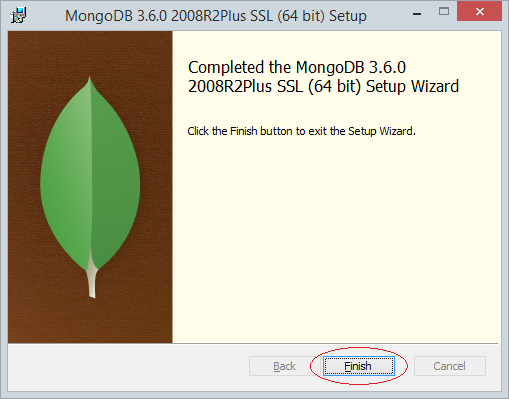 MongoDB 3.6.0 2008R2Plus SSL (64 bit) Setup
Completed the MongoDB 3.6.0
2008R2Plus SSL (64 bit) Setup Wizard
Click the Finish button to exit the Setup Wizard.
Back Finish Cancel